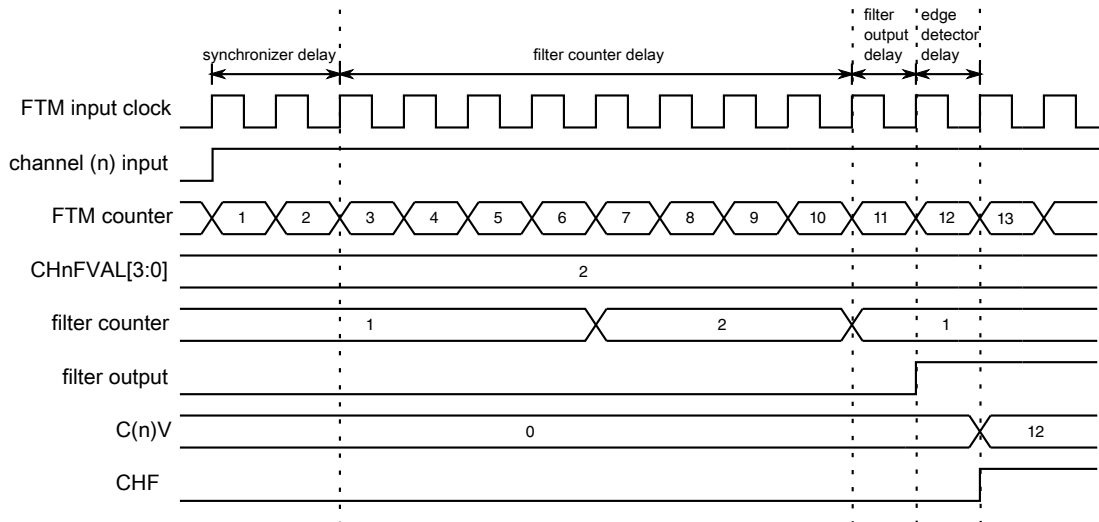 filter
output
delay
edge
detector
delay
synchronizer delay
filter counter delay
FTM input clock
channel (n) input
FTM counter
1 2 3 4 5 6 7 8 9 10 11 12 13
CHnFVAL[3:0]
2
filter counter
1 2 1
filter output
C(n)V
0 12
CHF